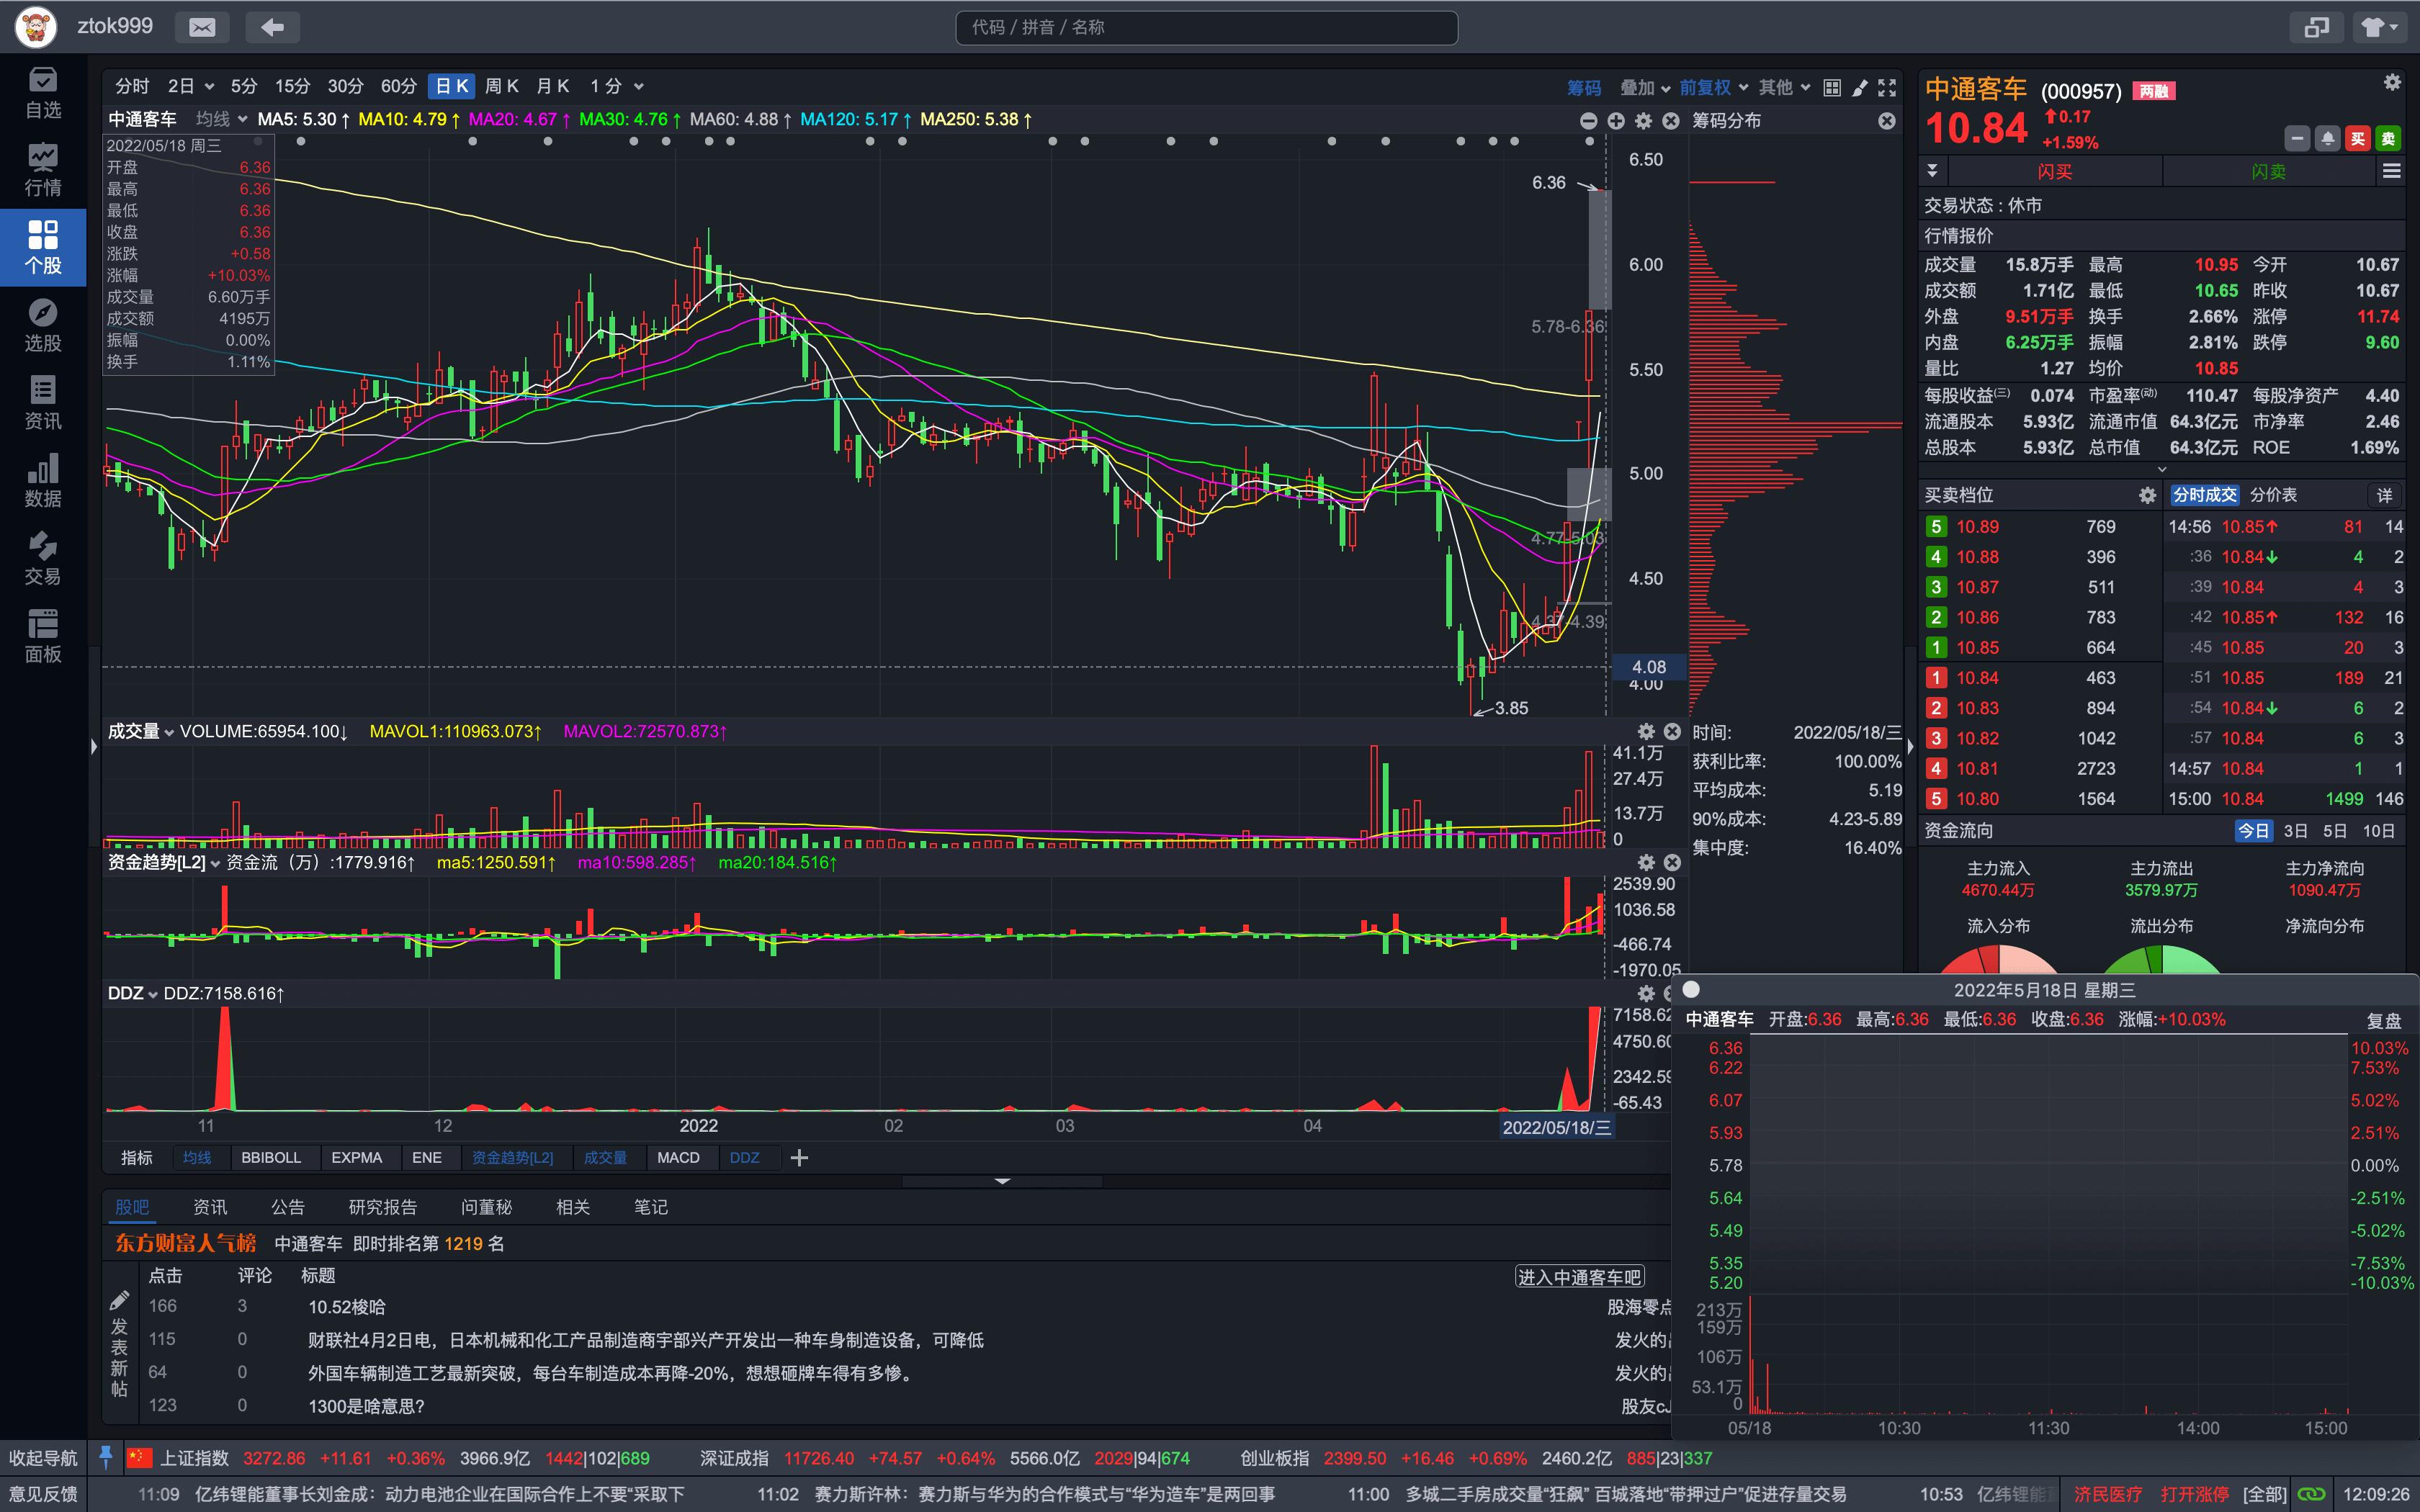 ztok999
代码 / 拼音 / 名称
自选
行情
个股
选股
资讯
数据
交易
面板
分时 2日 5分 15分 30分 60分 日K 周K 月K 1分 筹码 叠加 前复权 其他
中通客车 均线 MA5: 5.30↑ MA10: 4.79↑ MA20: 4.67↑ MA30: 4.76↑ MA60: 4.88↑ MA120: 5.17↑ MA250: 5.38↑
2022/05/18 周三
开盘 6.36
最高 6.36
最低 6.36
收盘 6.36
涨跌 +0.58
涨幅 +10.03%
成交量 6.60万手
成交额 4195万
振幅 0.00%
换手 1.11%
6.50
6.00
5.50
5.00
4.50
4.08
4.00
6.36
5.78-6.36
4.77-5.03
4.37-4.39
3.85
筹码分布
时间: 2022/05/18/三
获利比率: 100.00%
平均成本: 5.19
90%成本: 4.23-5.89
集中度: 16.40%
成交量 VOLUME:65954.100↓ MAVOL1:110963.073↑ MAVOL2:72570.873↑
41.1万
27.4万
13.7万
0
资金趋势[L2] 资金流（万）:1779.916↑ ma5:1250.591↑ ma10:598.285↑ ma20:184.516↑
2539.90
1036.58
-466.74
-1970.05
DDZ DDZ:7158.616↑
7158.62
4750.60
2342.59
-65.43
11 12 2022 02 03 04 2022/05/18/三
指标 均线 BBIBOLL EXPMA ENE 资金趋势[L2] 成交量 MACD DDZ
股吧 资讯 公告 研究报告 问董秘 相关 笔记
东方财富人气榜 中通客车 即时排名第 1219 名
点击 评论 标题 进入中通客车吧
发表新帖
166 3 10.52梭哈 股海零点
115 0 财联社4月2日电，日本机械和化工产品制造商宇部兴产开发出一种车身制造设备，可降低 发火的
64 0 外国车辆制造工艺最新突破，每台车制造成本再降-20%，想想砸牌车得有多惨。 发火的
123 0 1300是啥意思? 股友cJ
中通客车 (000957) 两融
10.84 ↑0.17
+1.59%
买 卖
闪买 闪卖
交易状态 : 休市
行情报价
成交量 15.8万手 最高 10.95 今开 10.67
成交额 1.71亿 最低 10.65 昨收 10.67
外盘 9.51万手 换手 2.66% 涨停 11.74
内盘 6.25万手 振幅 2.81% 跌停 9.60
量比 1.27 均价 10.85
每股收益(三) 0.074 市盈率(动) 110.47 每股净资产 4.40
流通股本 5.93亿 流通市值 64.3亿元 市净率 2.46
总股本 5.93亿 总市值 64.3亿元 ROE 1.69%
买卖档位 分时成交 分价表 详
5 10.89 769 14:56 10.85↑ 81 14
4 10.88 396 :36 10.84↓ 4 2
3 10.87 511 :39 10.84 4 3
2 10.86 783 :42 10.85↑ 132 16
1 10.85 664 :45 10.85 20 3
1 10.84 463 :51 10.85 189 21
2 10.83 894 :54 10.84↓ 6 2
3 10.82 1042 :57 10.84 6 3
4 10.81 2723 14:57 10.84 1 1
5 10.80 1564 15:00 10.84 1499 146
资金流向 今日 3日 5日 10日
主力流入 主力流出 主力净流向
4670.44万 3579.97万 1090.47万
流入分布 流出分布 净流向分布
2022年5月18日 星期三
中通客车 开盘:6.36 最高:6.36 最低:6.36 收盘:6.36 涨幅:+10.03% 复盘
6.36 10.03%
6.22 7.53%
6.07 5.02%
5.93 2.51%
5.78 0.00%
5.64 -2.51%
5.49 -5.02%
5.35 -7.53%
5.20 -10.03%
213万
159万
106万
53.1万
0
05/18 10:30 11:30 14:00 15:00
收起导航 上证指数 3272.86 +11.61 +0.36% 3966.9亿 1442|102|689 深证成指 11726.40 +74.57 +0.64% 5566.0亿 2029|94|674 创业板指 2399.50 +16.46 +0.69% 2460.2亿 885|23|337
意见反馈 11:09 亿纬锂能董事长刘金成：动力电池企业在国际合作上不要“采取下 11:02 赛力斯许林：赛力斯与华为的合作模式与“华为造车”是两回事 11:00 多城二手房成交量“狂飙” 百城落地“带押过户”促进存量交易 10:53 亿纬锂能 济民医疗 打开涨停 [全部] 12:09:26